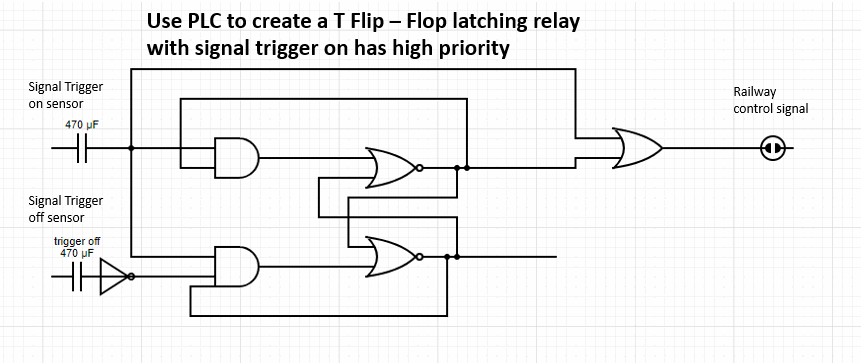 Use PLC to create a T Flip – Flop latching relay
with signal trigger on has high priority
Signal Trigger
on sensor
470 µF
Railway
control signal
Signal Trigger
off sensor
trigger off
470 µF